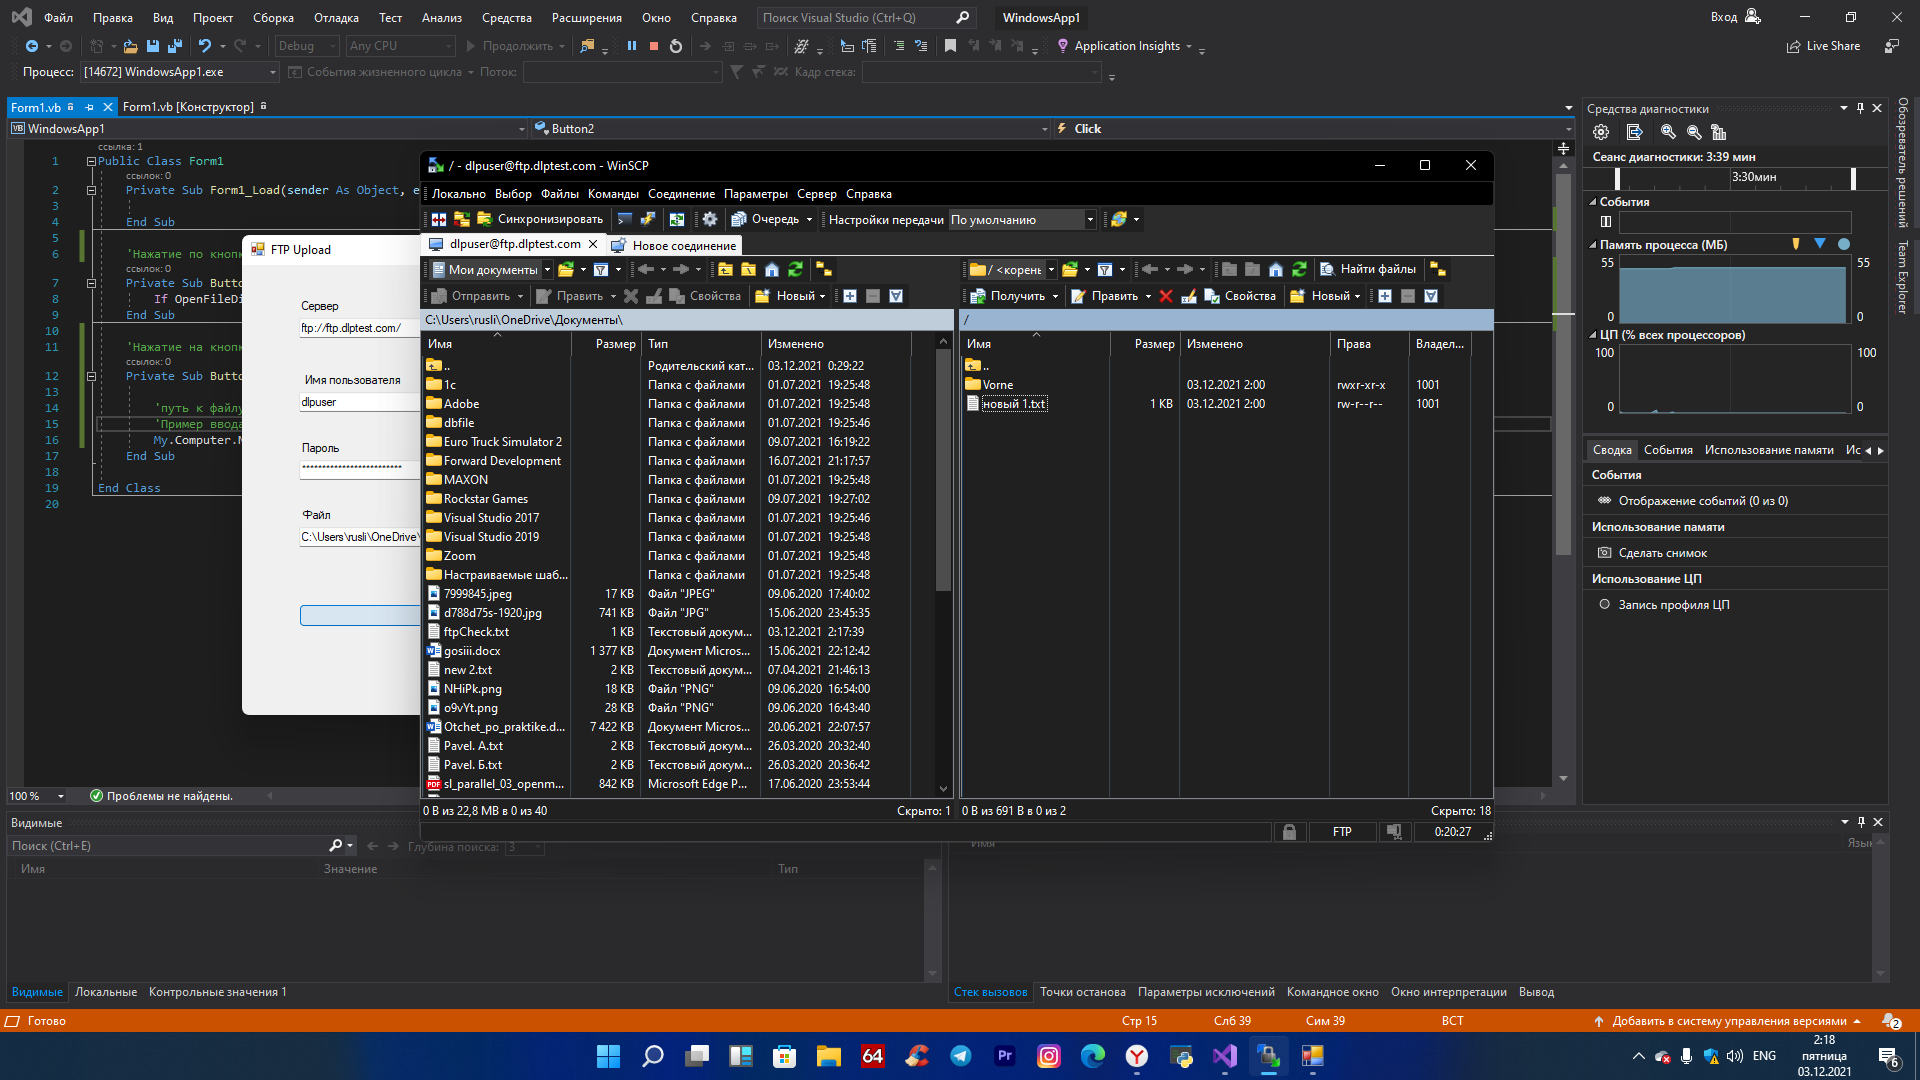 Файл Правка Вид Проект Сборка Отладка Тест Анализ Средства Расширения Окно Справка Поиск Visual Studio (Ctrl+Q) WindowsApp1 Вход
Debug Any CPU Продолжить Application Insights Live Share
Процесс: [14672] WindowsApp1.exe События жизненного цикла Поток: Кадр стека:
Form1.vb Form1.vb [Конструктор]
WindowsApp1 Button2 Click
ссылка: 1
1 Public Class Form1
ссылок: 0
2 Private Sub Form1_Load(sender As Object, e
3
4 End Sub
5
6 'Нажатие по кнопк
ссылок: 0
7 Private Sub Butto
8 If OpenFileDi
9 End Sub
10
11 'Нажатие на кнопк
ссылок: 0
12 Private Sub Butto
13
14 'путь к файлу
15 'Пример ввода
16 My.Computer.N
17 End Sub
18
19 End Class
20
100 % Проблемы не найдены.
FTP Upload
Сервер
ftp://ftp.dlptest.com/
Имя пользователя
dlpuser
Пароль
*************************
Файл
C:\Users\rusli\OneDrive\
/ - dlpuser@ftp.dlptest.com - WinSCP
Локально Выбор Файлы Команды Соединение Параметры Сервер Справка
Синхронизировать Очередь Настройки передачи По умолчанию
dlpuser@ftp.dlptest.com Новое соединение
Мои документы
Отправить Править Свойства Новый
C:\Users\rusli\OneDrive\Документы\
Имя Размер Тип Изменено
.. Родительский кат... 03.12.2021 0:29:22
1c Папка с файлами 01.07.2021 19:25:48
Adobe Папка с файлами 01.07.2021 19:25:48
dbfile Папка с файлами 01.07.2021 19:25:46
Euro Truck Simulator 2 Папка с файлами 09.07.2021 16:19:22
Forward Development Папка с файлами 16.07.2021 21:17:57
MAXON Папка с файлами 01.07.2021 19:25:48
Rockstar Games Папка с файлами 09.07.2021 19:27:02
Visual Studio 2017 Папка с файлами 01.07.2021 19:25:46
Visual Studio 2019 Папка с файлами 01.07.2021 19:25:48
Zoom Папка с файлами 01.07.2021 19:25:48
Настраиваемые шаб... Папка с файлами 01.07.2021 19:25:48
7999845.jpeg 17 KB Файл "JPEG" 09.06.2020 17:40:02
d788d75s-1920.jpg 741 KB Файл "JPG" 15.06.2020 23:45:35
ftpCheck.txt 1 KB Текстовый докум... 03.12.2021 2:17:39
gosiii.docx 1 377 KB Документ Micros... 15.06.2021 22:12:42
new 2.txt 2 KB Текстовый докум... 07.04.2021 21:46:13
NHiPk.png 18 KB Файл "PNG" 09.06.2020 16:54:00
o9vYt.png 28 KB Файл "PNG" 09.06.2020 16:43:40
Otchet_po_praktike.d... 7 422 KB Документ Micros... 20.06.2021 22:07:57
Pavel. A.txt 2 KB Текстовый докум... 26.03.2020 20:32:40
Pavel. Б.txt 2 KB Текстовый докум... 26.03.2020 20:36:42
sl_parallel_03_openm... 842 KB Microsoft Edge P... 17.06.2020 23:53:44
0 B из 22,8 MB в 0 из 40 Скрыто: 1
/ <корень Найти файлы
Получить Править Свойства Новый
/
Имя Размер Изменено Права Владел...
..
Vorne 03.12.2021 2:00 rwxr-xr-x 1001
новый 1.txt 1 KB 03.12.2021 2:00 rw-r--r-- 1001
0 B из 691 B в 0 из 2 Скрыто: 18
FTP 0:20:27
Средства диагностики
Сеанс диагностики: 3:39 мин
3:30мин
События
Память процесса (МБ)
55 55
0 0
ЦП (% всех процессоров)
100 100
0 0
Сводка События Использование памяти Ис
События
Отображение событий (0 из 0)
Использование памяти
Сделать снимок
Использование ЦП
Запись профиля ЦП
Обозреватель решений
Team Explorer
Видимые
Поиск (Ctrl+E) Глубина поиска: 3
Имя Значение Тип
Имя Язык
Видимые Локальные Контрольные значения 1
Стек вызовов Точки останова Параметры исключений Командное окно Окно интерпретации Вывод
Готово Стр 15 Слб 39 Сим 39 ВСТ Добавить в систему управления версиями 2
64 Pr ENG 2:18
пятница
03.12.2021
6